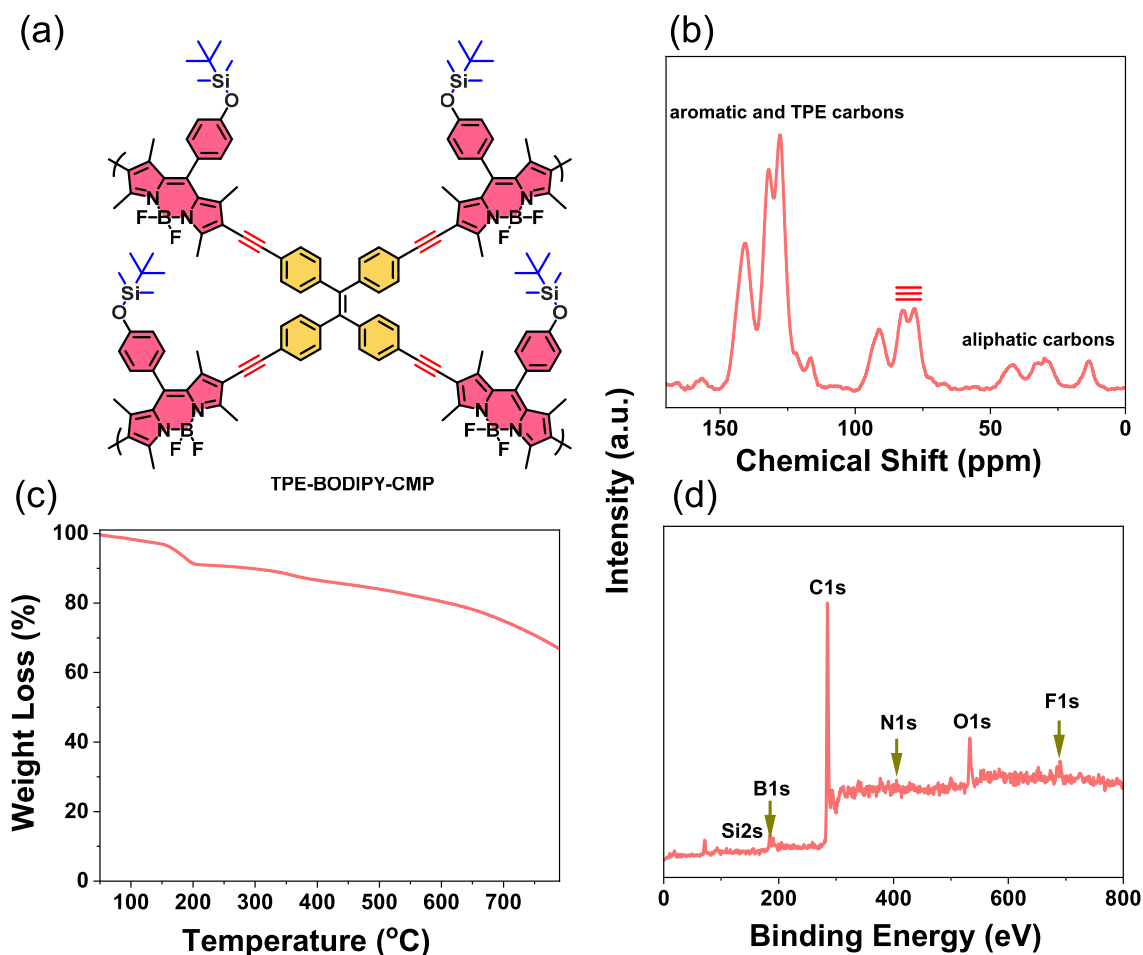 (a)
Si
O
N
B
N
F
F
Si
O
N
B
N
F
F
Si
O
N
B
N
F
F
Si
O
N
B
N
F
F
TPE-BODIPY-CMP
(b)
aromatic and TPE carbons
aliphatic carbons
150
100
50
0
Chemical Shift (ppm)
Intensity (a.u.)
(c)
100
80
60
40
20
0
100
200
300
400
500
600
700
Weight Loss (%)
Temperature (°C)
(d)
C1s
N1s
O1s
F1s
B1s
Si2s
0
200
400
600
800
Binding Energy (eV)